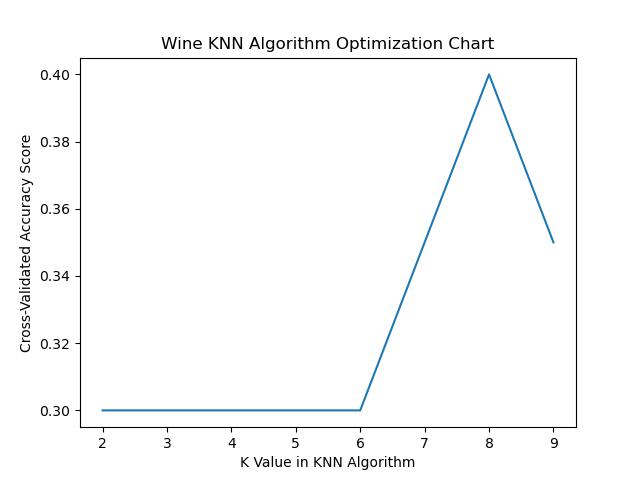 Wine KNN Algorithm Optimization Chart
Cross-Validated Accuracy Score
0.40
0.38
0.36
0.34
0.32
0.30
2 3 4 5 6 7 8 9
K Value in KNN Algorithm